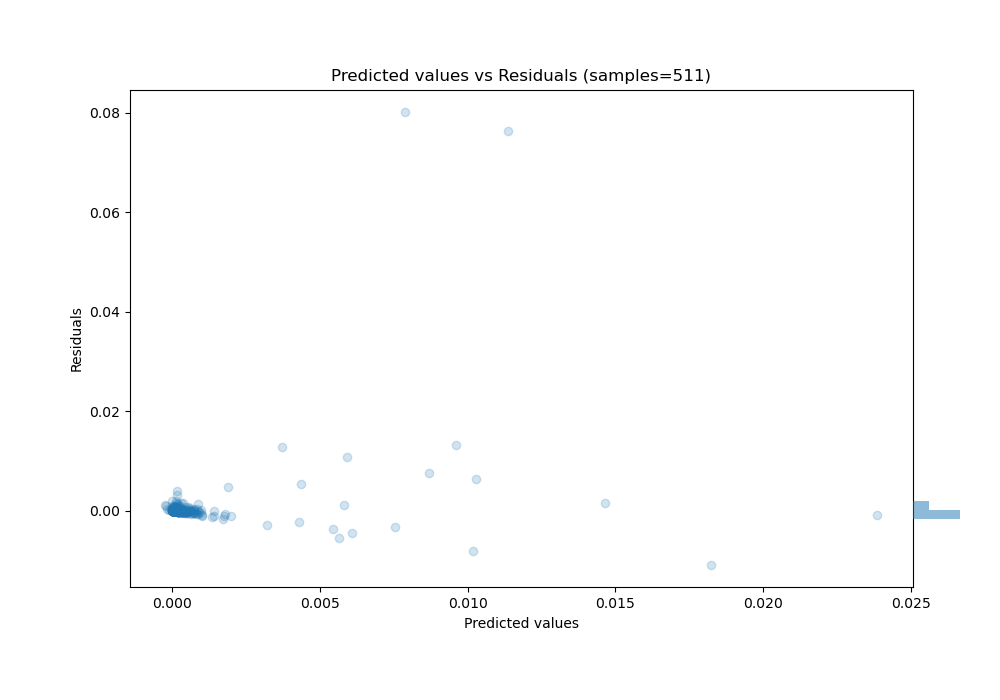 Predicted values vs Residuals (samples=511)
0.08
0.06
0.04
0.02
0.00
Residuals
0.000 0.005 0.010 0.015 0.020 0.025
Predicted values